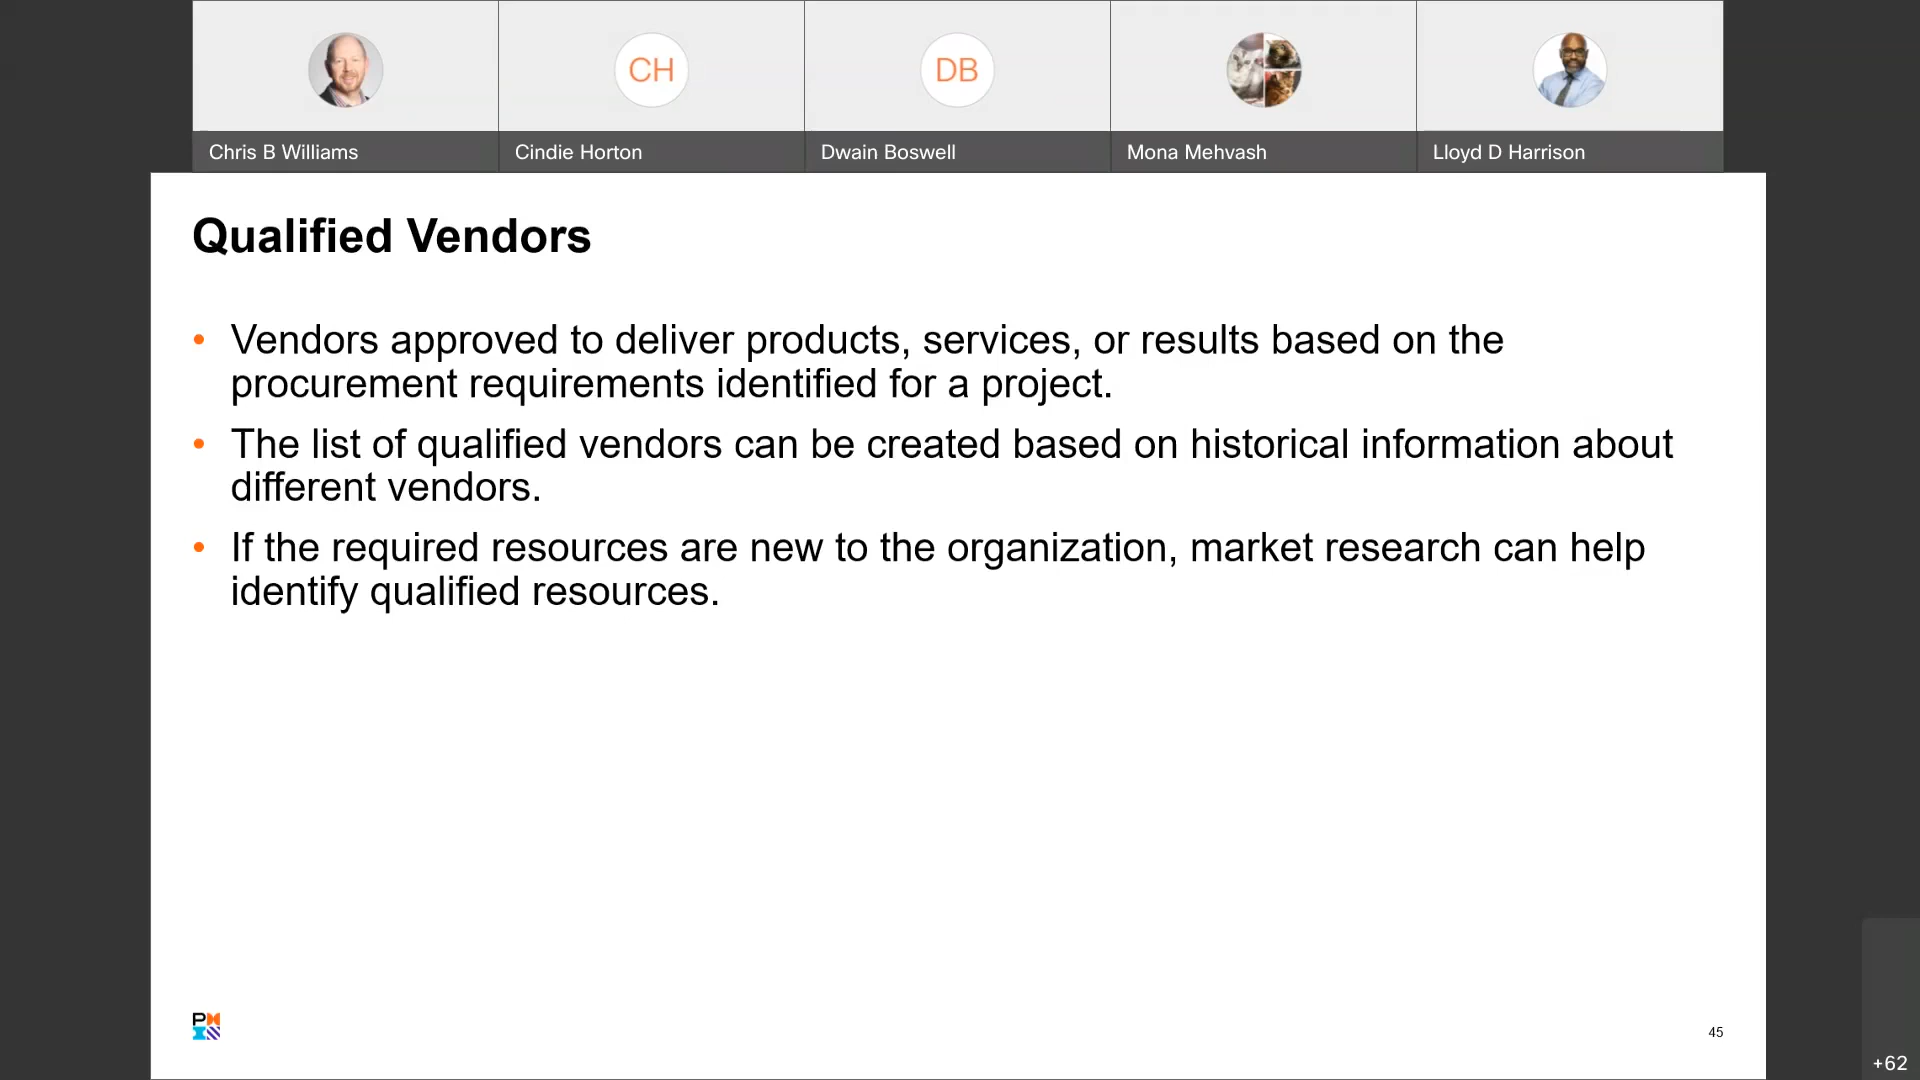 CH
DB
Chris B Williams
Cindie Horton
Dwain Boswell
Mona Mehvash
Lloyd D Harrison
Qualified Vendors
• Vendors approved to deliver products, services, or results based on the
procurement requirements identified for a project.
• The list of qualified vendors can be created based on historical information about
different vendors.
• If the required resources are new to the organization, market research can help
identify qualified resources.
45
+62